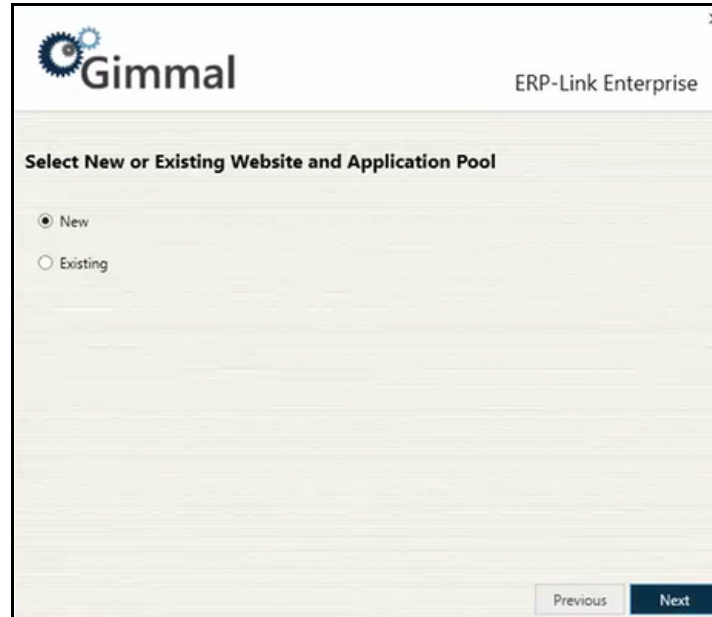 Gimmal
ERP-Link Enterprise
Select New or Existing Website and Application Pool
New
Existing
Previous Next